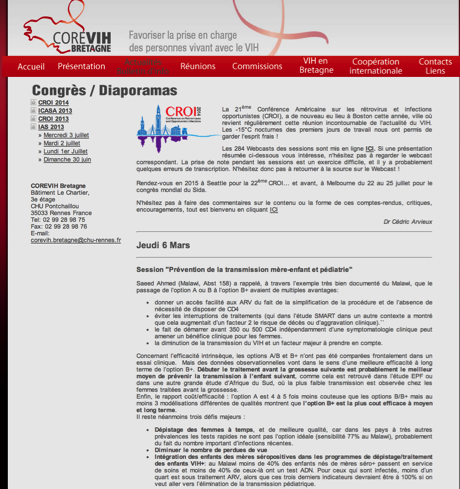 COREVIH
BRETAGNE
Favoriser la prise en charge
des personnes vivant avec le VIH
Accueil
Présentation
Réunions
Commissions
VIH en
Bretagne
Coopération
internationale
Contacts
Liens
Congrès / Diaporamas
CROI 2014
ICASA 2013
CROI 2013
IAS 2013
» Mercredi 3 juillet
» Mardi 2 juillet
» Lundi 1er Juillet
» Dimanche 30 juin
COREVIH Bretagne
Bâtiment Le Chartier,
3e étage
CHU Pontchaillou
35033 Rennes France
Tel: 02 99 28 98 75
Fax: 02 99 28 98 76
E-mail:
corevih.bretagne@chu-rennes.fr
CROI
La 21ème Conférence Américaine sur les rétrovirus et infections
opportunistes (CROI), a de nouveau eu lieu à Boston cette année, ville où
revient régulièrement cette réunion incontournable de l'actualité du VIH.
Les -15°C nocturnes des premiers jours de travail nous ont permis de
garder l'esprit frais !
Les 284 Webcasts des sessions sont mis en ligne ICI. Si une présentation
résumée ci-dessous vous intéresse, n'hésitez pas à regarder le webcast
correspondant. La prise de note pendant les sessions est un exercice difficile, et il y a probablement
quelques erreurs de transcription. N'hésitez donc pas à retourner à la source sur le Webcast !
Rendez-vous en 2015 à Seattle pour la 22ème CROI... et avant, à Melbourne du 22 au 25 juillet pour le
congrès mondial du Sida.
N'hésitez pas à faire des commentaires sur le contenu ou la forme de ces comptes-rendus, critiques,
encouragements, tout est bienvenu en cliquant ICI
Dr Cédric Arvieux
Jeudi 6 Mars
Session "Prévention de la transmission mère-enfant et pédiatrie"
Saeed Ahmed (Malawi, Abst 158) a rappelé, à travers l'exemple très bien documenté du Malawi, que le
passage de l'option A ou B à l'option B+ avaient de multiples avantages:
• donner un accès facilité aux ARV du fait de la simplification de la procédure et de l'absence de
nécessité de disposer de CD4
• éviter les interruptions de traitements (qui dans l'étude SMART dans un autre contexte a montré
que cela augmentait d'un facteur 2 le risque de décès ou d'aggravation clinique).
• le fait de démarrer avant 350 ou 500 CD4 indépendamment d'une symptomatologie clinique peut
amener un bénéfice clinique pour les femmes.
• la diminution de la transmission du VIH et un facteur majeur à prendre en compte.
Concernant l'efficacité intrinsèque, les options A/B et B+ n'ont pas été comparées frontalement dans un
essai clinique. Mais des données observationnelles vont dans le sens d'une meilleure efficacité à long
terme de l'option B+. Débuter le traitement avant la grossesse suivante est probablement le meilleur
moyen de prévenir la transmission à l'enfant suivant, comme cela est retrouvé dans l'étude EPF ou
dans une autre grande étude d'Afrique du Sud, où la plus faible transmission est observée chez les
femmes traitées avant la grossesse.
Enfin, le rapport coût/efficacité : l'option A est 4 à 5 fois moins couteuse que les options B/B+ mais au
moins 3 modélisations différentes de qualités montrent que l'option B+ est la plus cout efficace à moyen
et long terme.
Il reste néanmoins trois défis majeurs :
• Dépistage des femmes à temps, et de meilleure qualité, car dans les pays à très autres
prévalences les tests rapides ne sont pas l'option idéale (sensibilité 77% au Malawi), probablement
du fait du nombre important d'infections récentes.
• Diminuer le nombre de perdues de vue
• Intégration des enfants des mères séropositives dans les programmes de dépistage/traitement
des enfants VIH+: au Malawi moins de 40% des enfants nés de mères séro+ passent en service
de soins et moins de 40% de ceux-là ont un test ADN. Pour ceux qui sont infectés, moins d'un
quart est sous traitement ARV, alors que ces trois derniers indicateurs devraient être à 100% si on
veut aller vers l'élimination de la transmission pédiatrique.